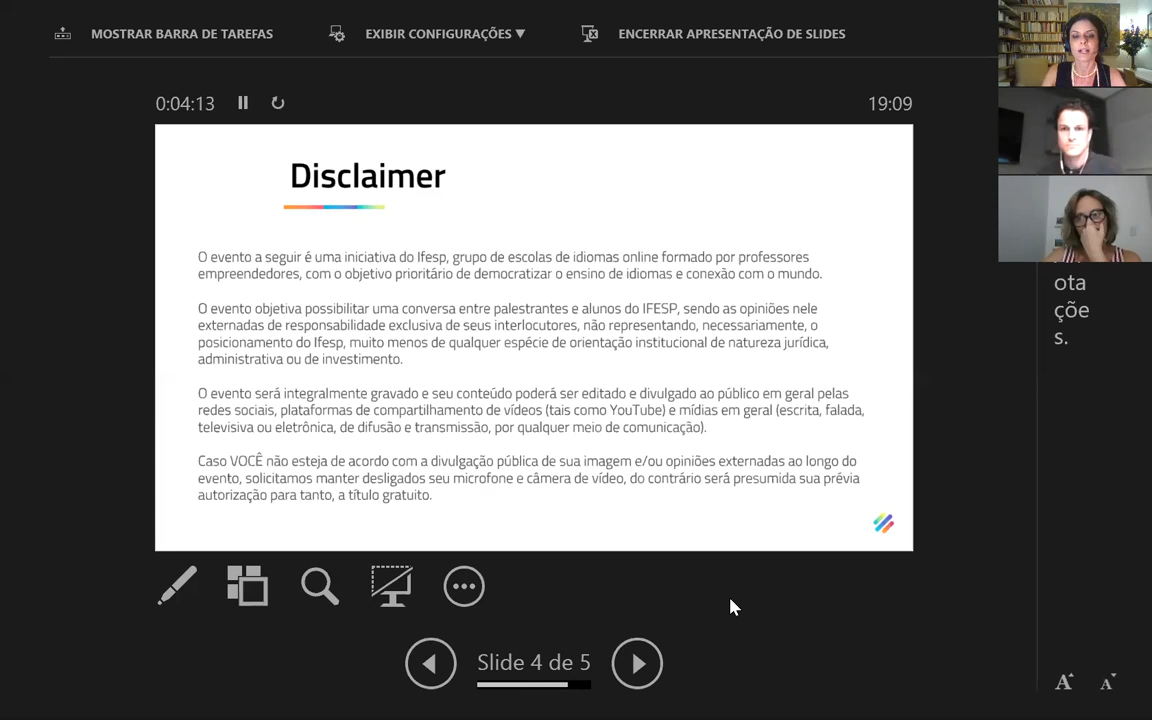 MOSTRAR BARRA DE TAREFAS
EXIBIR CONFIGURAÇÕES ▼
ENCERRAR APRESENTAÇÃO DE SLIDES
0:04:13
19:09
Disclaimer
O evento a seguir é uma iniciativa do Ifesp, grupo de escolas de idiomas online formado por professores
empreendedores, com o objetivo prioritário de democratizar o ensino de idiomas e conexão com o mundo.
O evento objetiva possibilitar uma conversa entre palestrantes e alunos do IFESP, sendo as opiniões nele
externadas de responsabilidade exclusiva de seus interlocutores, não representando, necessariamente, o
posicionamento do Ifesp, muito menos de qualquer espécie de orientação institucional de natureza jurídica,
administrativa ou de investimento.
O evento será integralmente gravado e seu conteúdo poderá ser editado e divulgado ao público em geral pelas
redes sociais, plataformas de compartilhamento de vídeos (tais como YouTube) e mídias em geral (escrita, falada,
televisiva ou eletrônica, de difusão e transmissão, por qualquer meio de comunicação).
Caso VOCÊ não esteja de acordo com a divulgação pública de sua imagem e/ou opiniões externadas ao longo do
evento, solicitamos manter desligados seu microfone e câmera de vídeo, do contrário será presumida sua prévia
autorização para tanto, a título gratuito.
ota
çõe
s.
Slide 4 de 5
A A